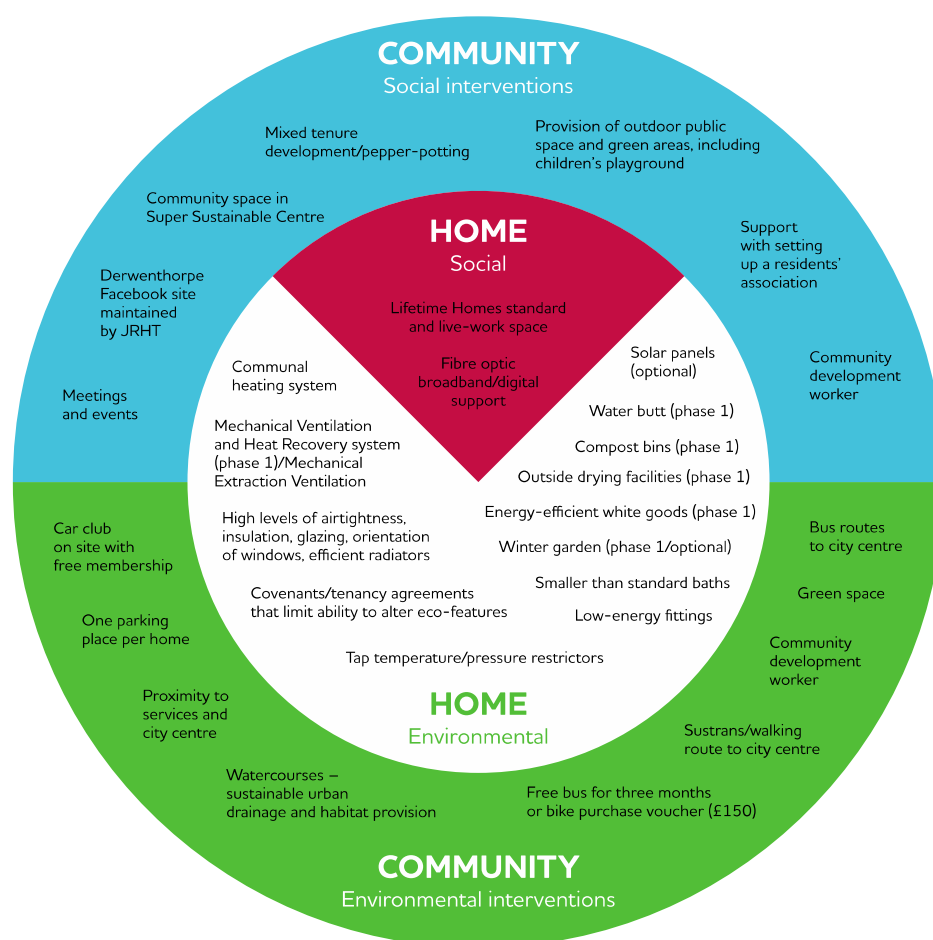 COMMUNITY
Social interventions
Mixed tenure
development/pepper-potting
Provision of outdoor public
space and green areas, including
children's playground
Community space in
Super Sustainable Centre
Support
with setting
up a residents'
association
Derwenthorpe
Facebook site
maintained
by JRHT
Community
development
worker
Meetings
and events
HOME
Social
Lifetime Homes standard
and live-work space
Fibre optic
broadband/digital
support
Communal
heating system
Mechanical Ventilation
and Heat Recovery system
(phase 1)/Mechanical
Extraction Ventilation
High levels of airtightness,
insulation, glazing, orientation
of windows, efficient radiators
Covenants/tenancy agreements
that limit ability to alter eco-features
Solar panels
(optional)
Water butt (phase 1)
Compost bins (phase 1)
Outside drying facilities (phase 1)
Energy-efficient white goods (phase 1)
Winter garden (phase 1/optional)
Smaller than standard baths
Low-energy fittings
Tap temperature/pressure restrictors
HOME
Environmental
Car club
on site with
free membership
One parking
place per home
Proximity to
services and
city centre
Watercourses –
sustainable urban
drainage and habitat provision
Bus routes
to city centre
Green space
Community
development
worker
Sustrans/walking
route to city centre
Free bus for three months
or bike purchase voucher (£150)
COMMUNITY
Environmental interventions